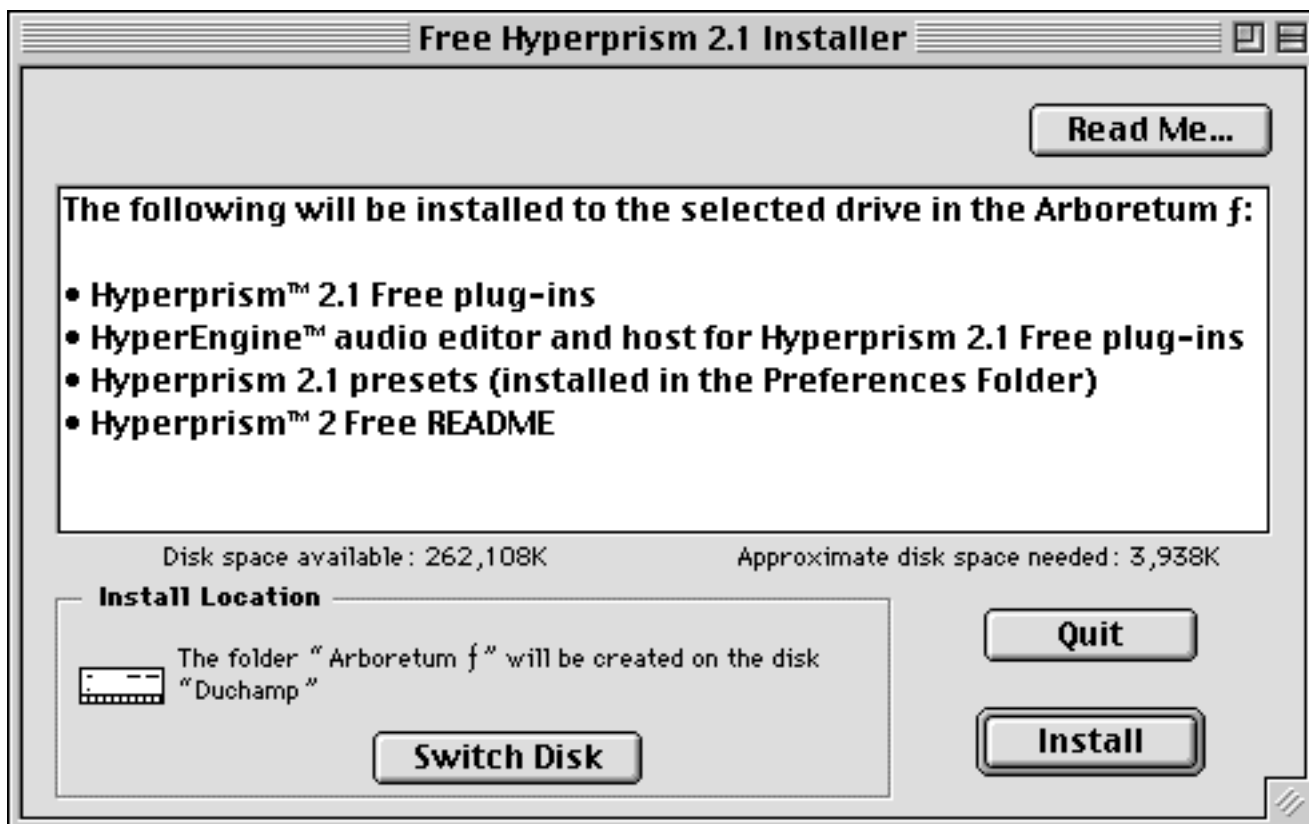 Free Hyperprism 2.1 Installer
Read Me...
The following will be installed to the selected drive in the Arboretum ƒ:
• Hyperprism™ 2.1 Free plug-ins
• HyperEngine™ audio editor and host for Hyperprism 2.1 Free plug-ins
• Hyperprism 2.1 presets (installed in the Preferences Folder)
• Hyperprism™ 2 Free README
Disk space available: 262,108K
Approximate disk space needed: 3,938K
Install Location
The folder "Arboretum ƒ" will be created on the disk
"Duchamp"
Switch Disk
Quit
Install